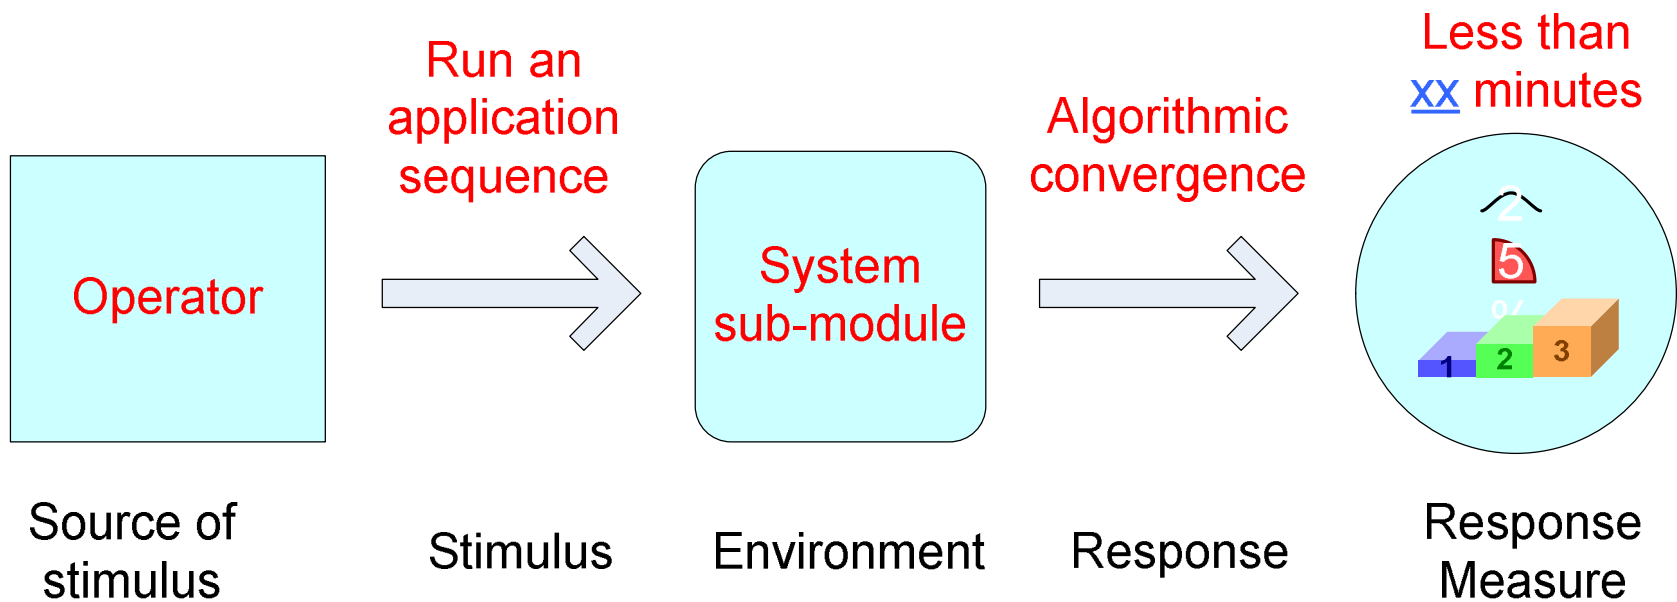 Run an
application
sequence
Algorithmic
convergence
Less than
xx minutes
Operator
System
sub-module
2
5
%
1
2
3
Source of
stimulus
Stimulus
Environment
Response
Response
Measure